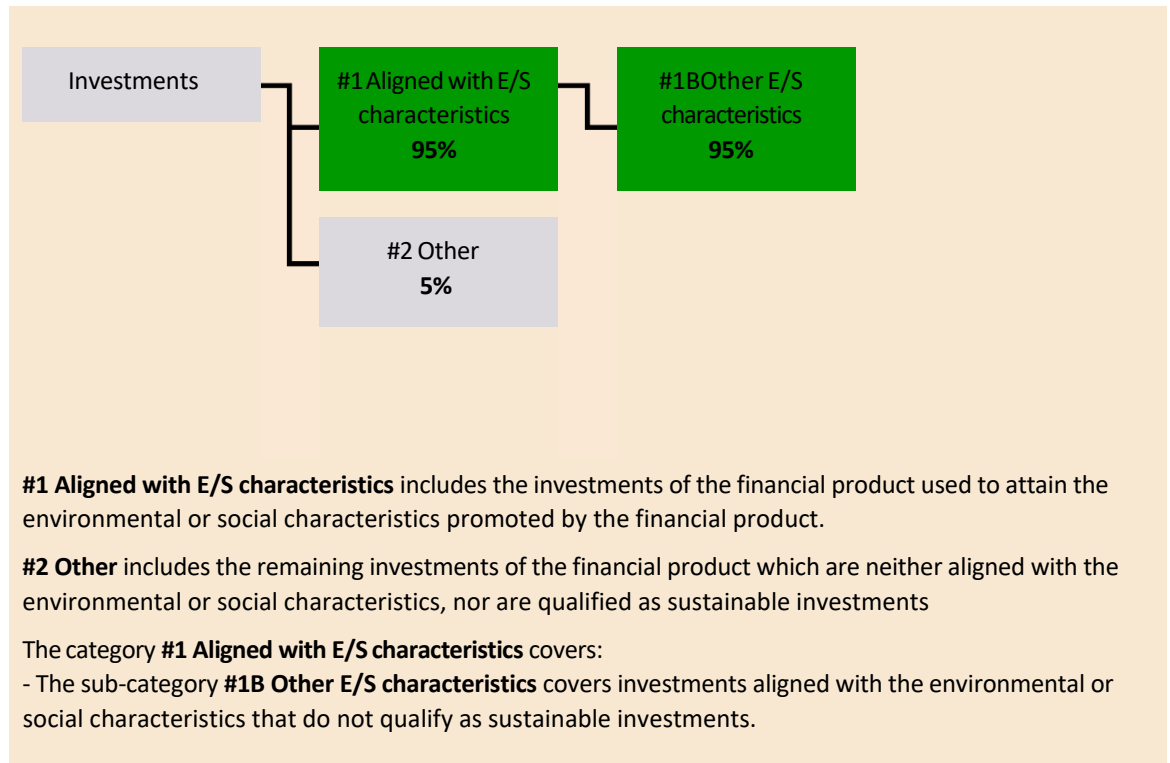 Investments
#1 Aligned with E/S
characteristics
95%
#1BOther E/S
characteristics
95%
#2 Other
5%
#1 Aligned with E/S characteristics includes the investments of the financial product used to attain the
environmental or social characteristics promoted by the financial product.
#2 Other includes the remaining investments of the financial product which are neither aligned with the
environmental or social characteristics, nor are qualified as sustainable investments
The category #1 Aligned with E/S characteristics covers:
- The sub-category #1B Other E/S characteristics covers investments aligned with the environmental or
social characteristics that do not qualify as sustainable investments.